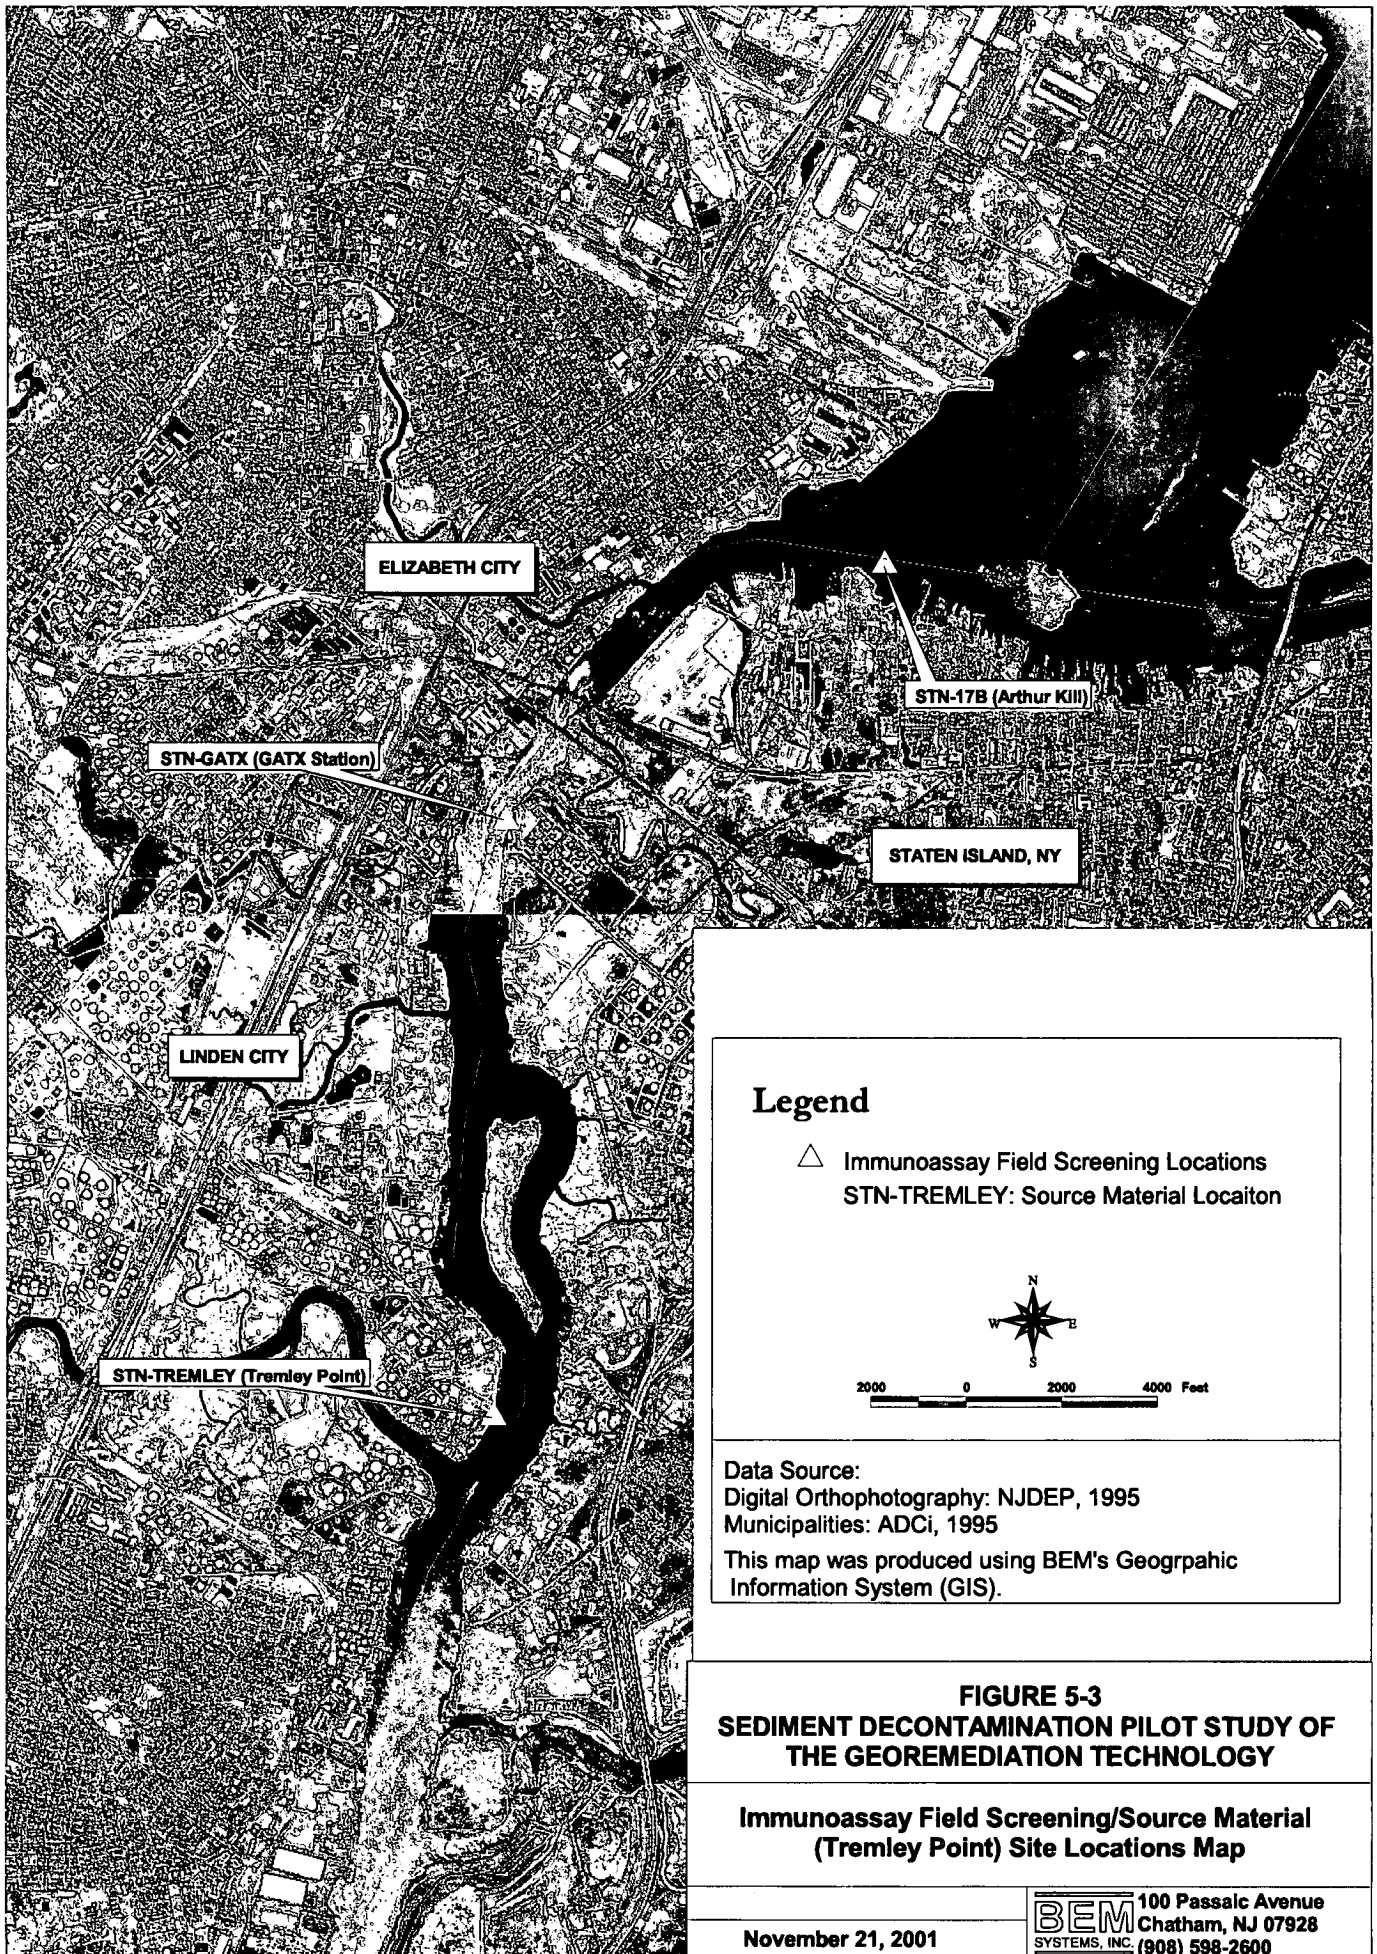 ELIZABETH CITY
STN-17B (Arthur Kill)
STN-GATX (GATX Station)
STATEN ISLAND, NY
LINDEN CITY
STN-TREMLEY (Tremley Point)
Legend
Immunoassay Field Screening Locations
STN-TREMLEY: Source Material Locaiton
N
W E
S
2000 0 2000 4000 Feet
Data Source:
Digital Orthophotography: NJDEP, 1995
Municipalities: ADCi, 1995
This map was produced using BEM's Geogrpahic
Information System (GIS).
FIGURE 5-3
SEDIMENT DECONTAMINATION PILOT STUDY OF
THE GEOREMEDIATION TECHNOLOGY
Immunoassay Field Screening/Source Material
(Tremley Point) Site Locations Map
November 21, 2001
BEM
SYSTEMS, INC.
100 Passaic Avenue
Chatham, NJ 07928
(908) 598-2600